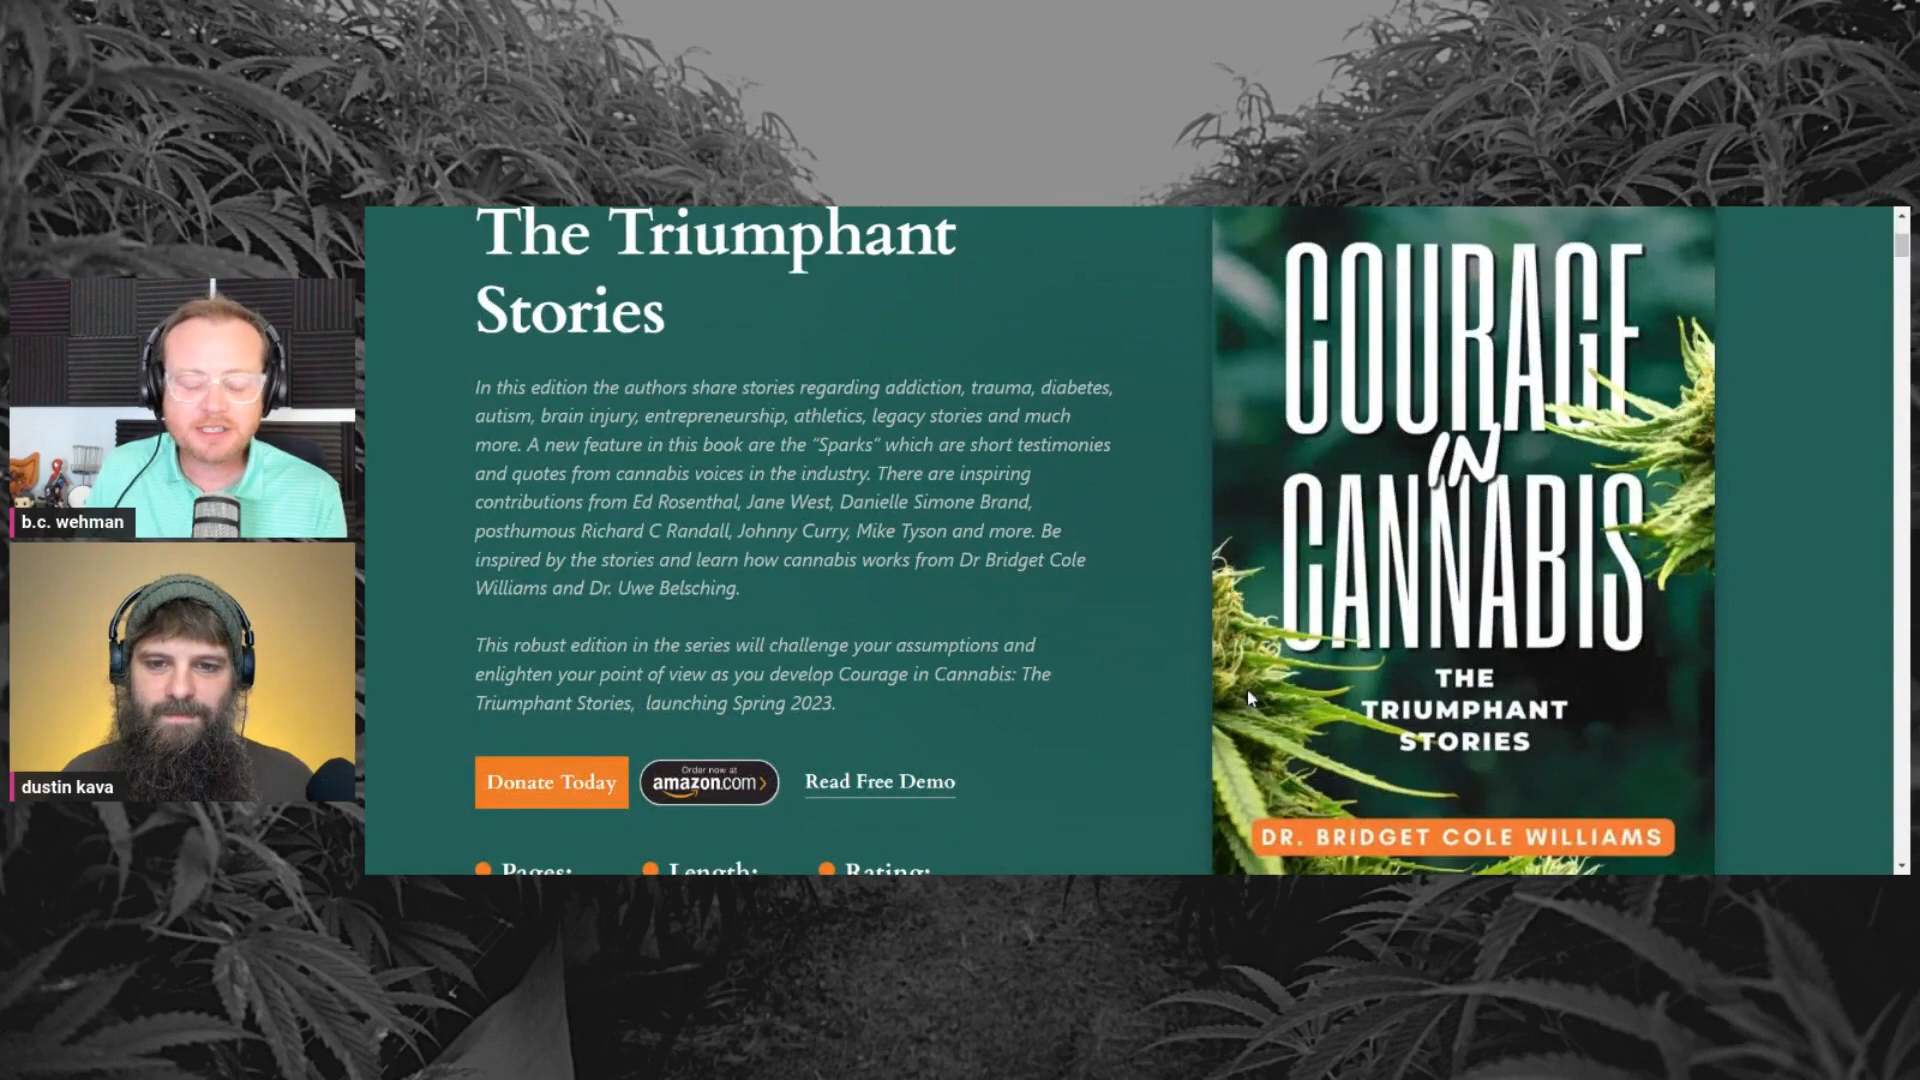 The Triumphant
Stories
In this edition the authors share stories regarding addiction, trauma, diabetes,
autism, brain injury, entrepreneurship, athletics, legacy stories and much
more. A new feature in this book are the “Sparks” which are short testimonies
and quotes from cannabis voices in the industry. There are inspiring
contributions from Ed Rosenthal, Jane West, Danielle Simone Brand,
posthumous Richard C Randall, Johnny Curry, Mike Tyson and more. Be
inspired by the stories and learn how cannabis works from Dr Bridget Cole
Williams and Dr. Uwe Belsching.
This robust edition in the series will challenge your assumptions and
enlighten your point of view as you develop Courage in Cannabis: The
Triumphant Stories, launching Spring 2023.
Donate Today
Order now at
amazon.com
Read Free Demo
Pages:
Length:
Rating:
COURAGE
IN
CANNABIS
THE
TRIUMPHANT
STORIES
DR. BRIDGET COLE WILLIAMS
b.c. wehman
dustin kava